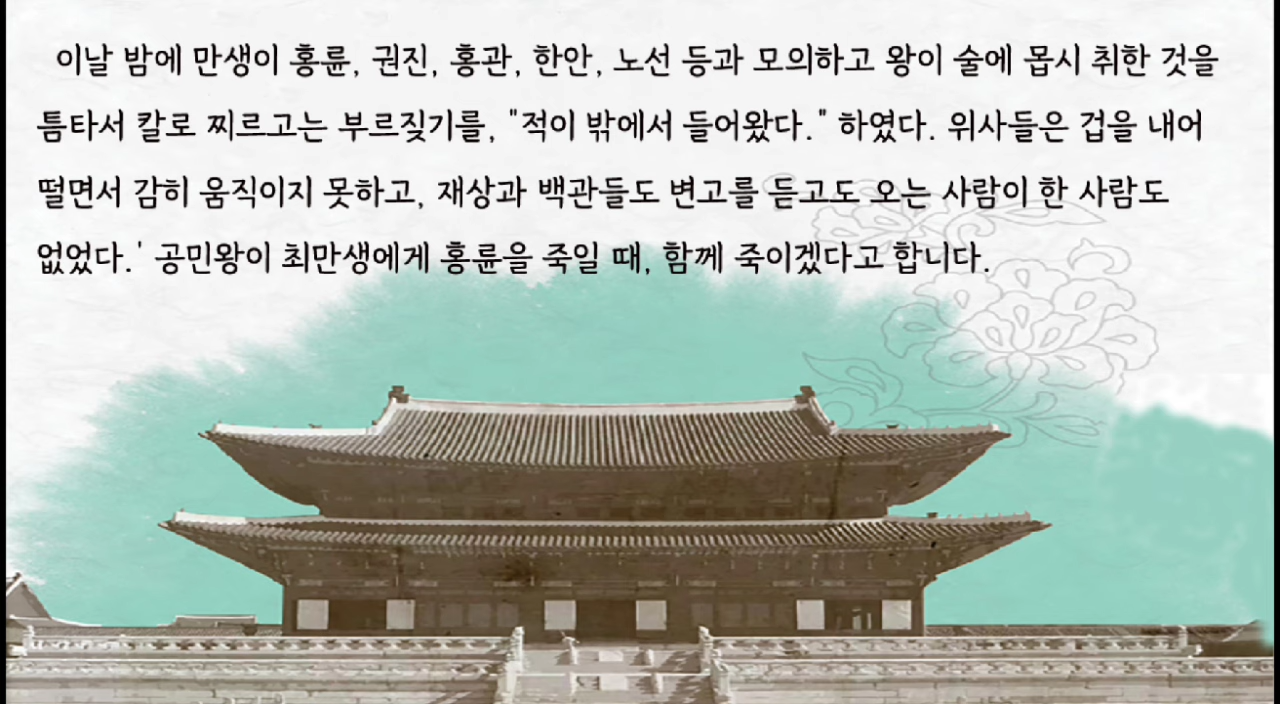 이날 밤에 만생이 홍륜, 권진, 홍관, 한안, 노선 등과 모의하고 왕이 술에 몹시 취한 것을
틈타서 칼로 찌르고는 부르짖기를, "적이 밖에서 들어왔다." 하였다. 위사들은 겁을 내어
떨면서 감히 움직이지 못하고, 재상과 백관들도 변고를 듣고도 오는 사람이 한 사람도
없었다.' 공민왕이 최만생에게 홍륜을 죽일 때, 함께 죽이겠다고 합니다.